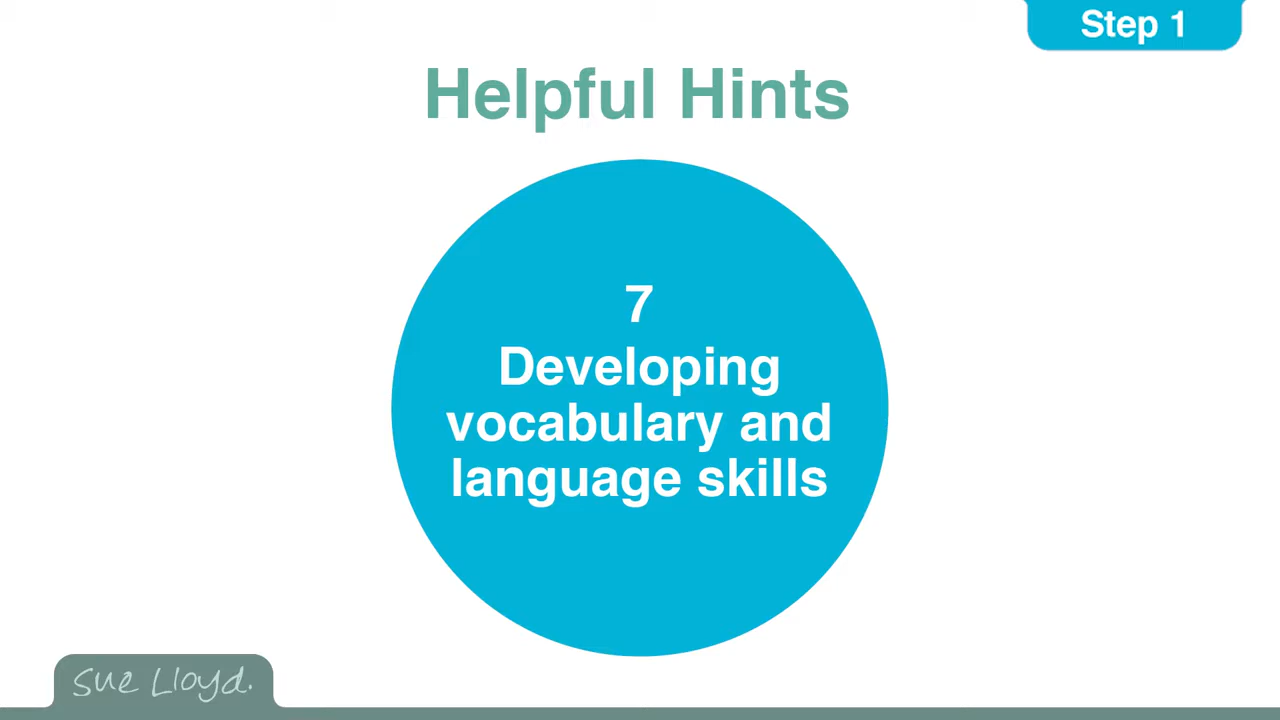 Step 1
Helpful Hints
7
Developing
vocabulary and
language skills
Sue Lloyd.